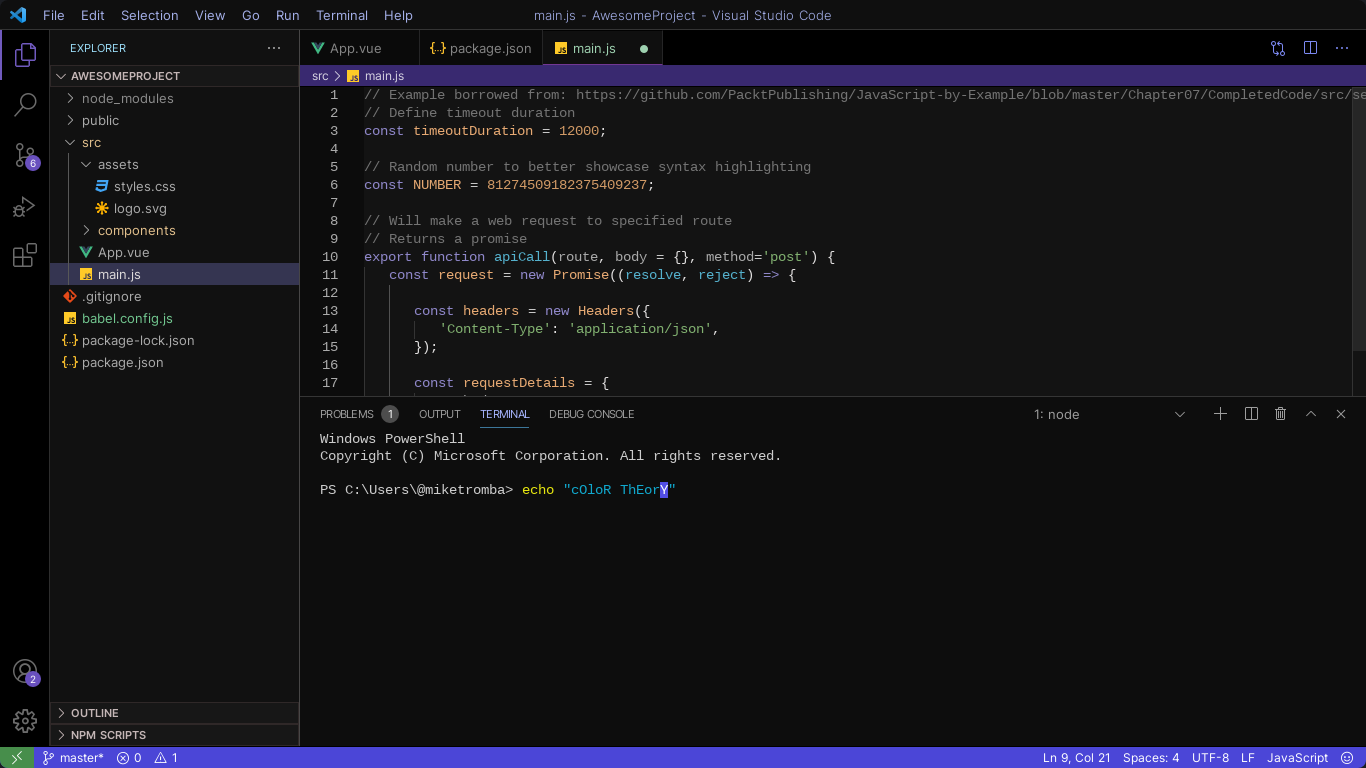 File Edit Selection View Go Run Terminal Help
main.js - AwesomeProject - Visual Studio Code
EXPLORER
AWESOMEPROJECT
node_modules
public
src
assets
styles.css
logo.svg
components
App.vue
main.js
.gitignore
babel.config.js
package-lock.json
package.json
OUTLINE
NPM SCRIPTS
6
2
App.vue
{..} package.json
JS main.js
src > JS main.js
1 // Example borrowed from: https://github.com/PacktPublishing/JavaScript-by-Example/blob/master/Chapter07/CompletedCode/src/se
2 // Define timeout duration
3 const timeoutDuration = 12000;
4
5 // Random number to better showcase syntax highlighting
6 const NUMBER = 81274509182375409237;
7
8 // Will make a web request to specified route
9 // Returns a promise
10 export function apiCall(route, body = {}, method='post') {
11 const request = new Promise((resolve, reject) => {
12
13 const headers = new Headers({
14 'Content-Type': 'application/json',
15 });
16
17 const requestDetails = {
PROBLEMS 1 OUTPUT TERMINAL DEBUG CONSOLE
1: node
Windows PowerShell
Copyright (C) Microsoft Corporation. All rights reserved.
PS C:\Users\@miketromba> echo "cOloR ThEorY"
master* 0 1
Ln 9, Col 21 Spaces: 4 UTF-8 LF JavaScript